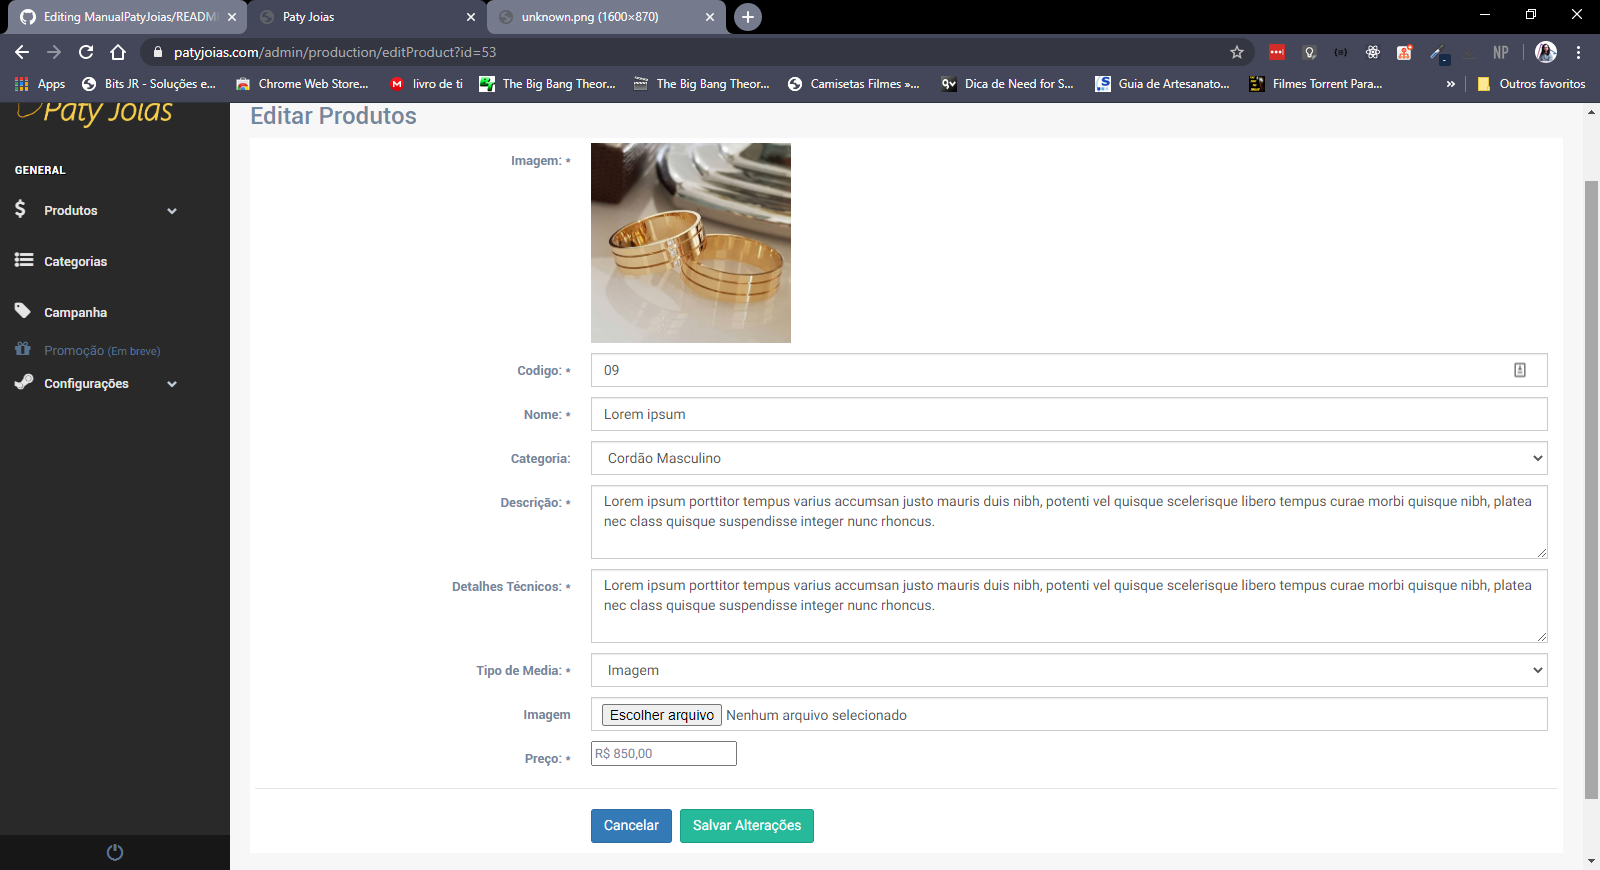 Editing ManualPatyJoias/READM
Paty Joias
unknown.png (1600×870)
patyjoias.com/admin/production/editProduct?id=53
NP
Apps
Bits JR - Soluções e...
Chrome Web Store...
livro de ti
The Big Bang Theor...
The Big Bang Theor...
Camisetas Filmes »...
Dica de Need for S...
Guia de Artesanato...
Filmes Torrent Para...
»
Outros favoritos
Paty Joias
GENERAL
Produtos
Categorias
Campanha
Promoção (Em breve)
Configurações
Editar Produtos
Imagem: *
Codigo: * 09
Nome: * Lorem ipsum
Categoria: Cordão Masculino
Descrição: * Lorem ipsum porttitor tempus varius accumsan justo mauris duis nibh, potenti vel quisque scelerisque libero tempus curae morbi quisque nibh, platea
nec class quisque suspendisse integer nunc rhoncus.
Detalhes Técnicos: * Lorem ipsum porttitor tempus varius accumsan justo mauris duis nibh, potenti vel quisque scelerisque libero tempus curae morbi quisque nibh, platea
nec class quisque suspendisse integer nunc rhoncus.
Tipo de Media: * Imagem
Imagem Escolher arquivo Nenhum arquivo selecionado
Preço: * R$ 850,00
Cancelar Salvar Alterações